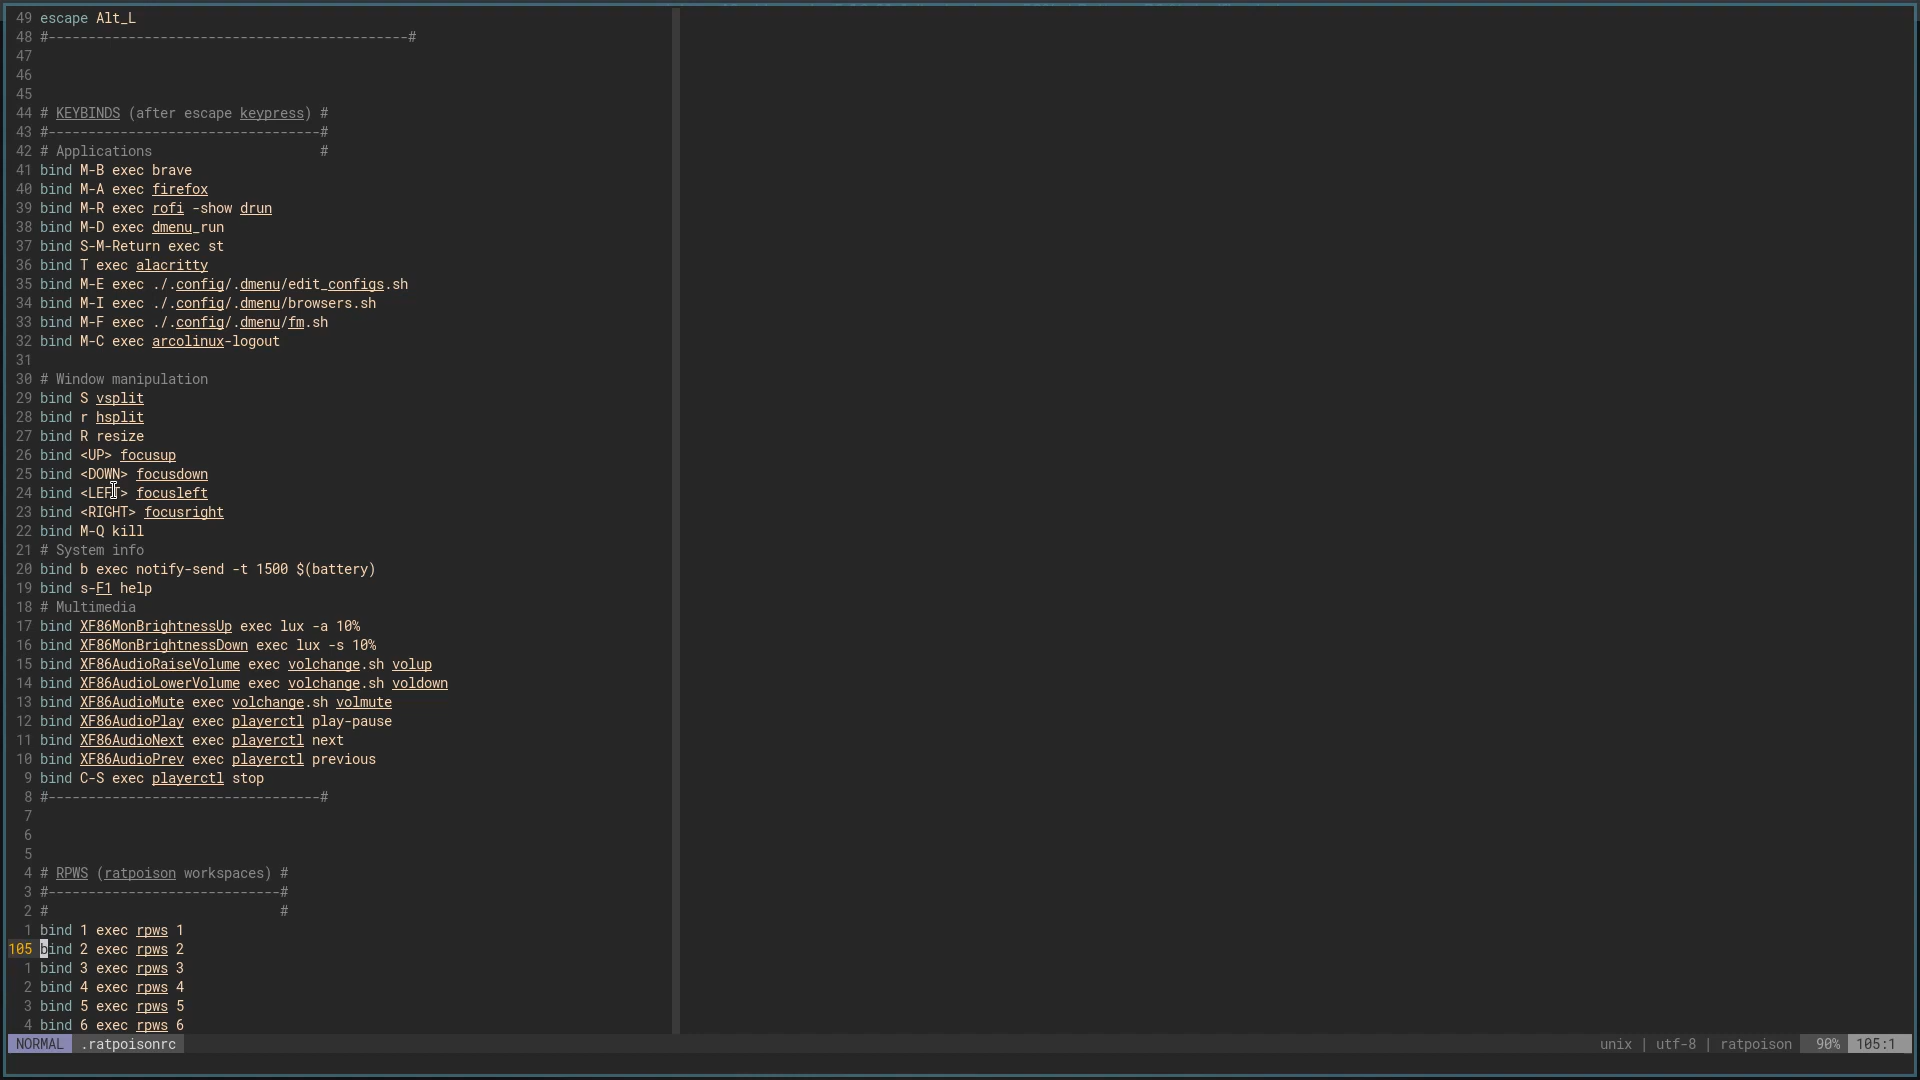 49 escape Alt_L
48 #---------------------------------------------#
47
46
45
44 # KEYBINDS (after escape keypress) #
43 #----------------------------------#
42 # Applications                     #
41 bind M-B exec brave
40 bind M-A exec firefox
39 bind M-R exec rofi -show drun
38 bind M-D exec dmenu_run
37 bind S-M-Return exec st
36 bind T exec alacritty
35 bind M-E exec ./.config/.dmenu/edit_configs.sh
34 bind M-I exec ./.config/.dmenu/browsers.sh
33 bind M-F exec ./.config/.dmenu/fm.sh
32 bind M-C exec arcolinux-logout
31
30 # Window manipulation
29 bind S vsplit
28 bind r hsplit
27 bind R resize
26 bind <UP> focusup
25 bind <DOWN> focusdown
24 bind <LEFT> focusleft
23 bind <RIGHT> focusright
22 bind M-Q kill
21 # System info
20 bind b exec notify-send -t 1500 $(battery)
19 bind s-F1 help
18 # Multimedia
17 bind XF86MonBrightnessUp exec lux -a 10%
16 bind XF86MonBrightnessDown exec lux -s 10%
15 bind XF86AudioRaiseVolume exec volchange.sh volup
14 bind XF86AudioLowerVolume exec volchange.sh voldown
13 bind XF86AudioMute exec volchange.sh volmute
12 bind XF86AudioPlay exec playerctl play-pause
11 bind XF86AudioNext exec playerctl next
10 bind XF86AudioPrev exec playerctl previous
9 bind C-S exec playerctl stop
8 #----------------------------------#
7
6
5
4 # RPWS (ratpoison workspaces) #
3 #-----------------------------#
2 #                             #
1 bind 1 exec rpws 1
105 bind 2 exec rpws 2
1 bind 3 exec rpws 3
2 bind 4 exec rpws 4
3 bind 5 exec rpws 5
4 bind 6 exec rpws 6
NORMAL .ratpoisonrc unix | utf-8 | ratpoison 90% 105:1